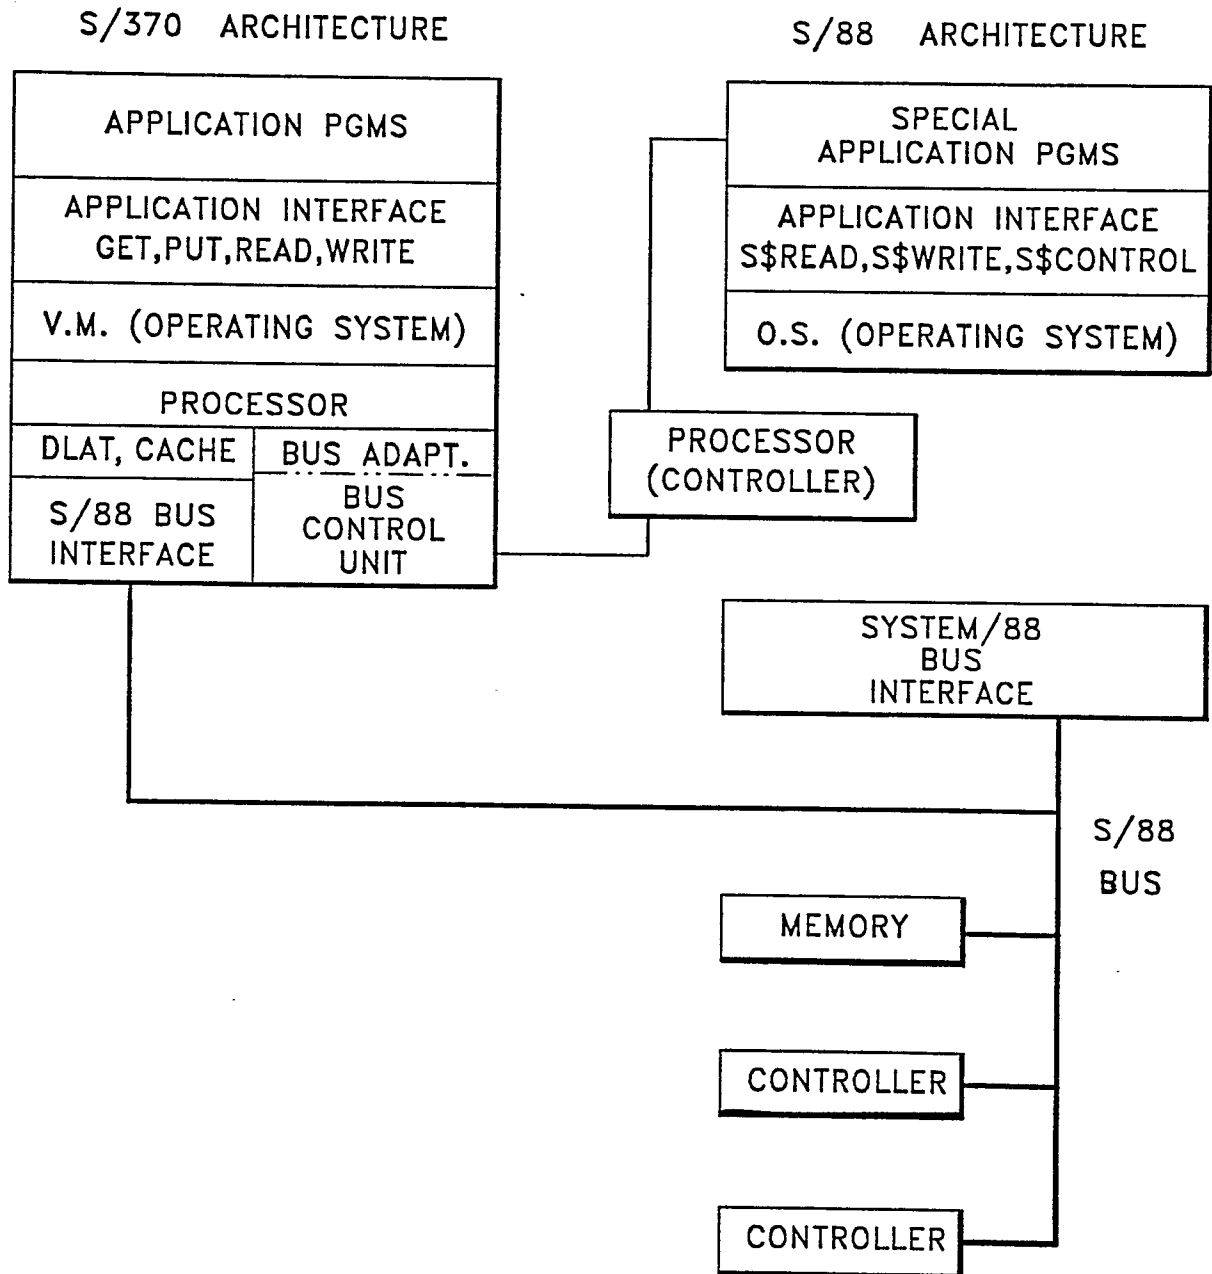 S/370 ARCHITECTURE
APPLICATION PGMS
APPLICATION INTERFACE
GET,PUT,READ,WRITE
V.M. (OPERATING SYSTEM)
PROCESSOR
DLAT, CACHE
BUS ADAPT.
S/88 BUS
INTERFACE
BUS
CONTROL
UNIT
S/88 ARCHITECTURE
SPECIAL
APPLICATION PGMS
APPLICATION INTERFACE
S$READ,S$WRITE,S$CONTROL
O.S. (OPERATING SYSTEM)
PROCESSOR
(CONTROLLER)
SYSTEM/88
BUS
INTERFACE
S/88
BUS
MEMORY
CONTROLLER
CONTROLLER